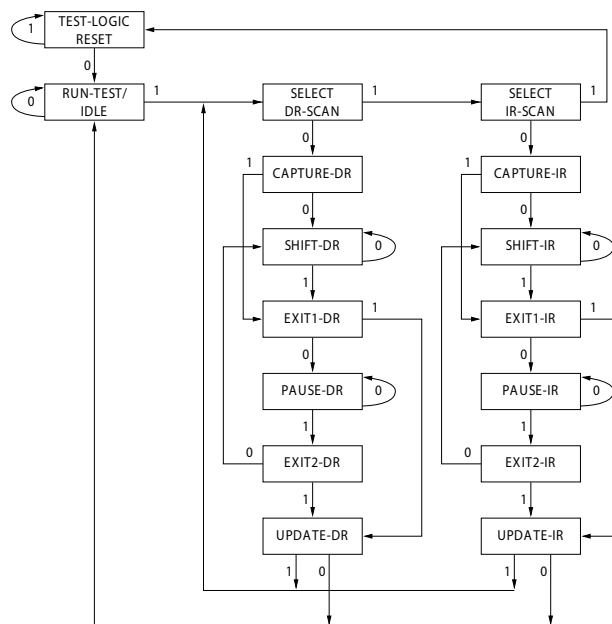 1
TEST-LOGIC
RESET
0
0
RUN-TEST/
IDLE
1
SELECT
DR-SCAN
1
SELECT
IR-SCAN
1
0
0
1
CAPTURE-DR
1
CAPTURE-IR
0
0
SHIFT-DR
0
SHIFT-IR
0
1
1
EXIT1-DR
1
EXIT1-IR
1
0
0
PAUSE-DR
0
PAUSE-IR
0
1
1
0
EXIT2-DR
0
EXIT2-IR
1
1
UPDATE-DR
UPDATE-IR
1
0
1
0